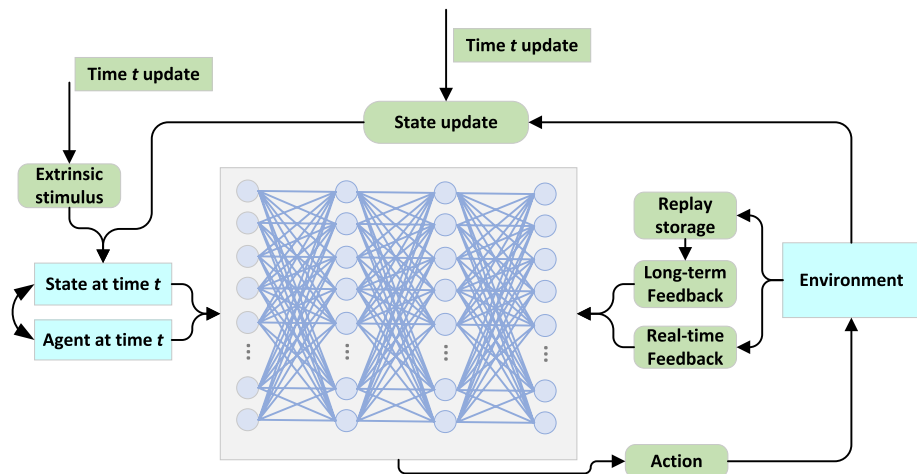 Time t update
Time t update
State update
Extrinsic
stimulus
Replay
storage
State at time t
Long-term
Feedback
Environment
Agent at time t
Real-time
Feedback
Action